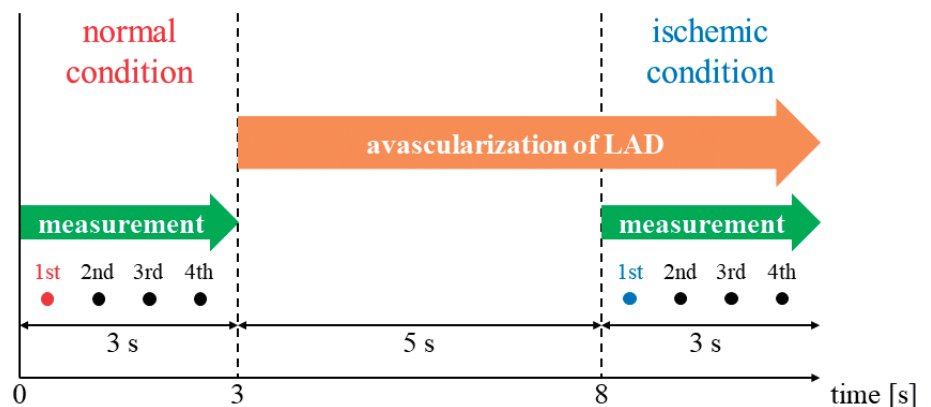 normal
condition
ischemic
condition
avascularization of LAD
measurement
measurement
1st 2nd 3rd 4th
1st 2nd 3rd 4th
3 s
5 s
3 s
0 3 8 time [s]